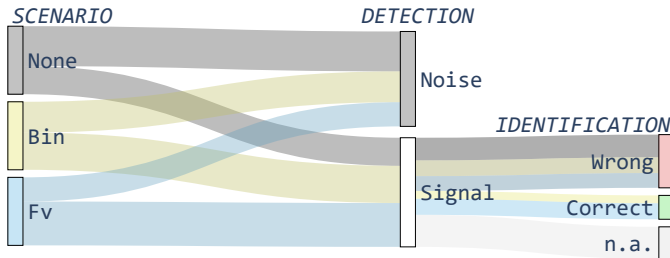 SCENARIO
DETECTION
None
Noise
IDENTIFICATION
Bin
Wrong
Signal
Fv
Correct
n.a.